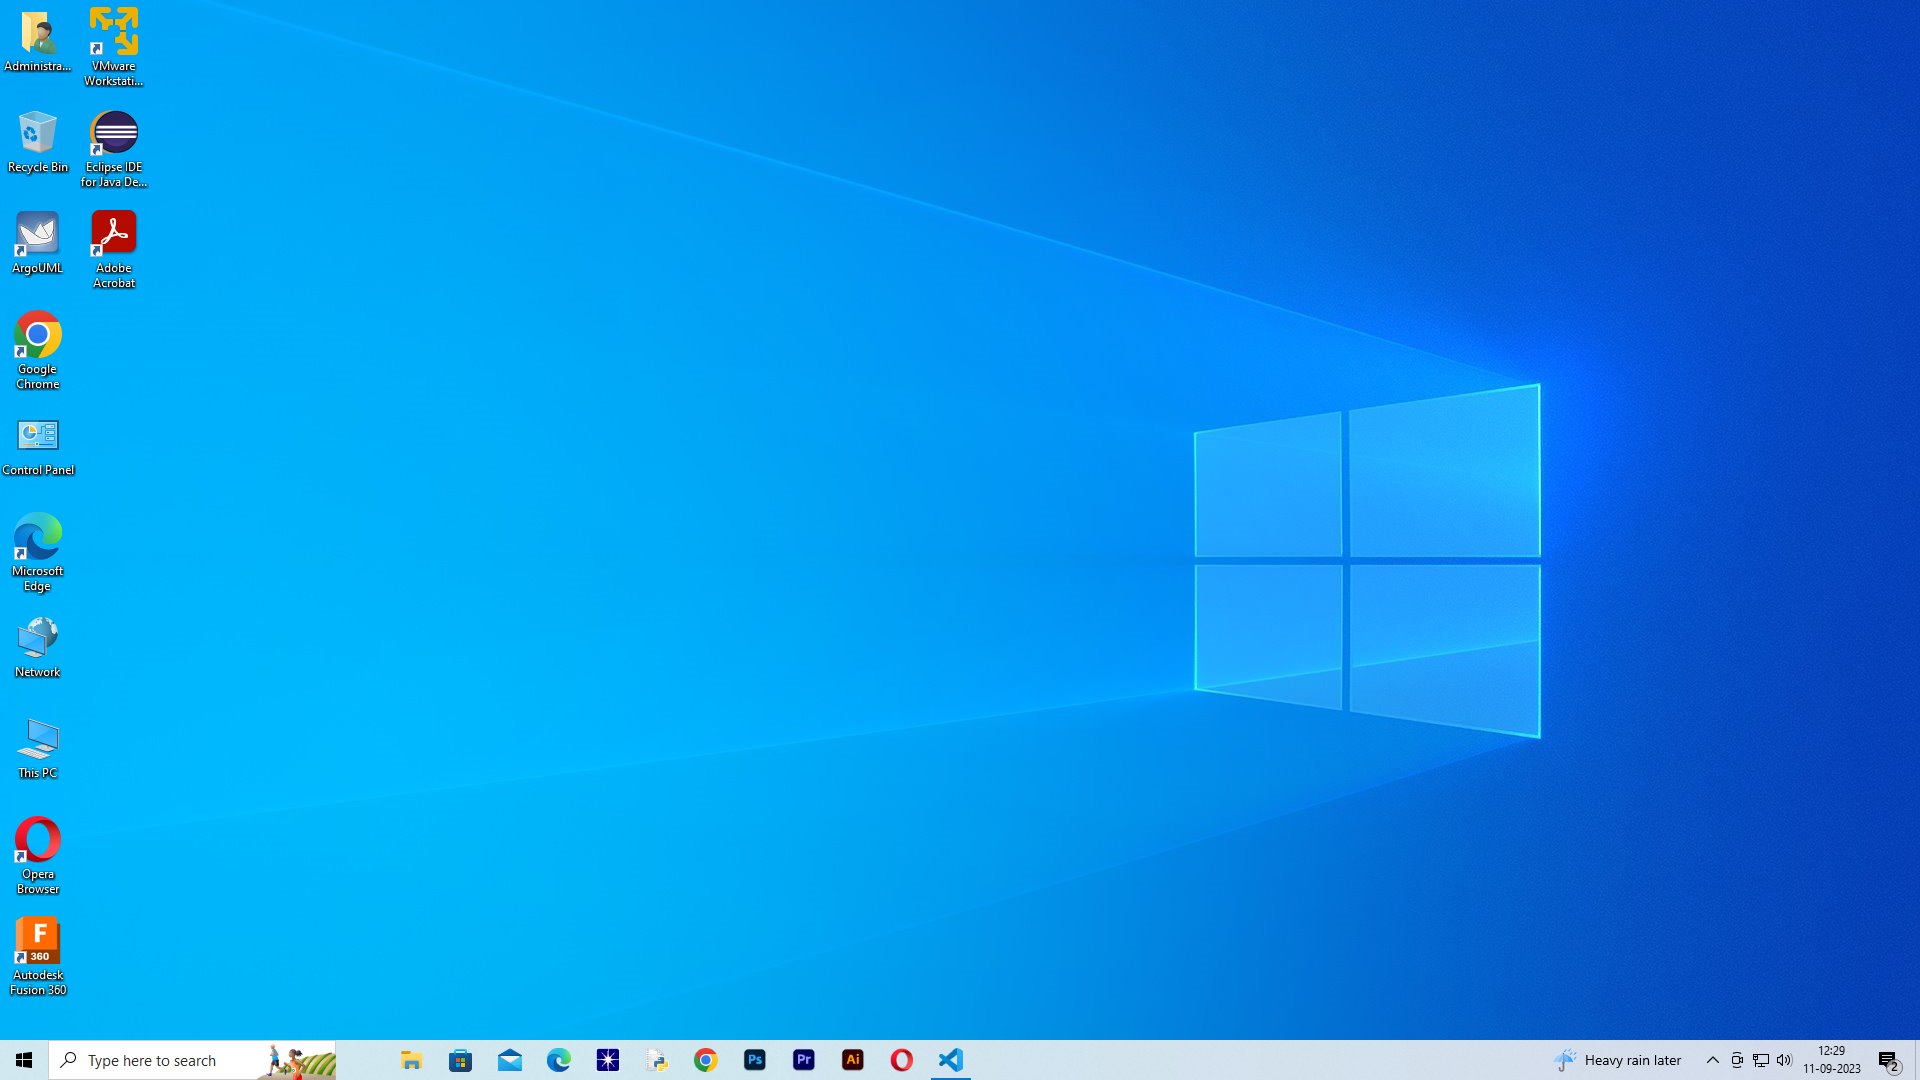 Administra...
VMware
Workstati...
Recycle Bin
Eclipse IDE
for Java De...
ArgoUML
Adobe
Acrobat
Google
Chrome
Control Panel
Microsoft
Edge
Network
This PC
Opera
Browser
F
360
Autodesk
Fusion 360
Type here to search
Ps
Pr
Ai
Heavy rain later
12:29
11-09-2023
2